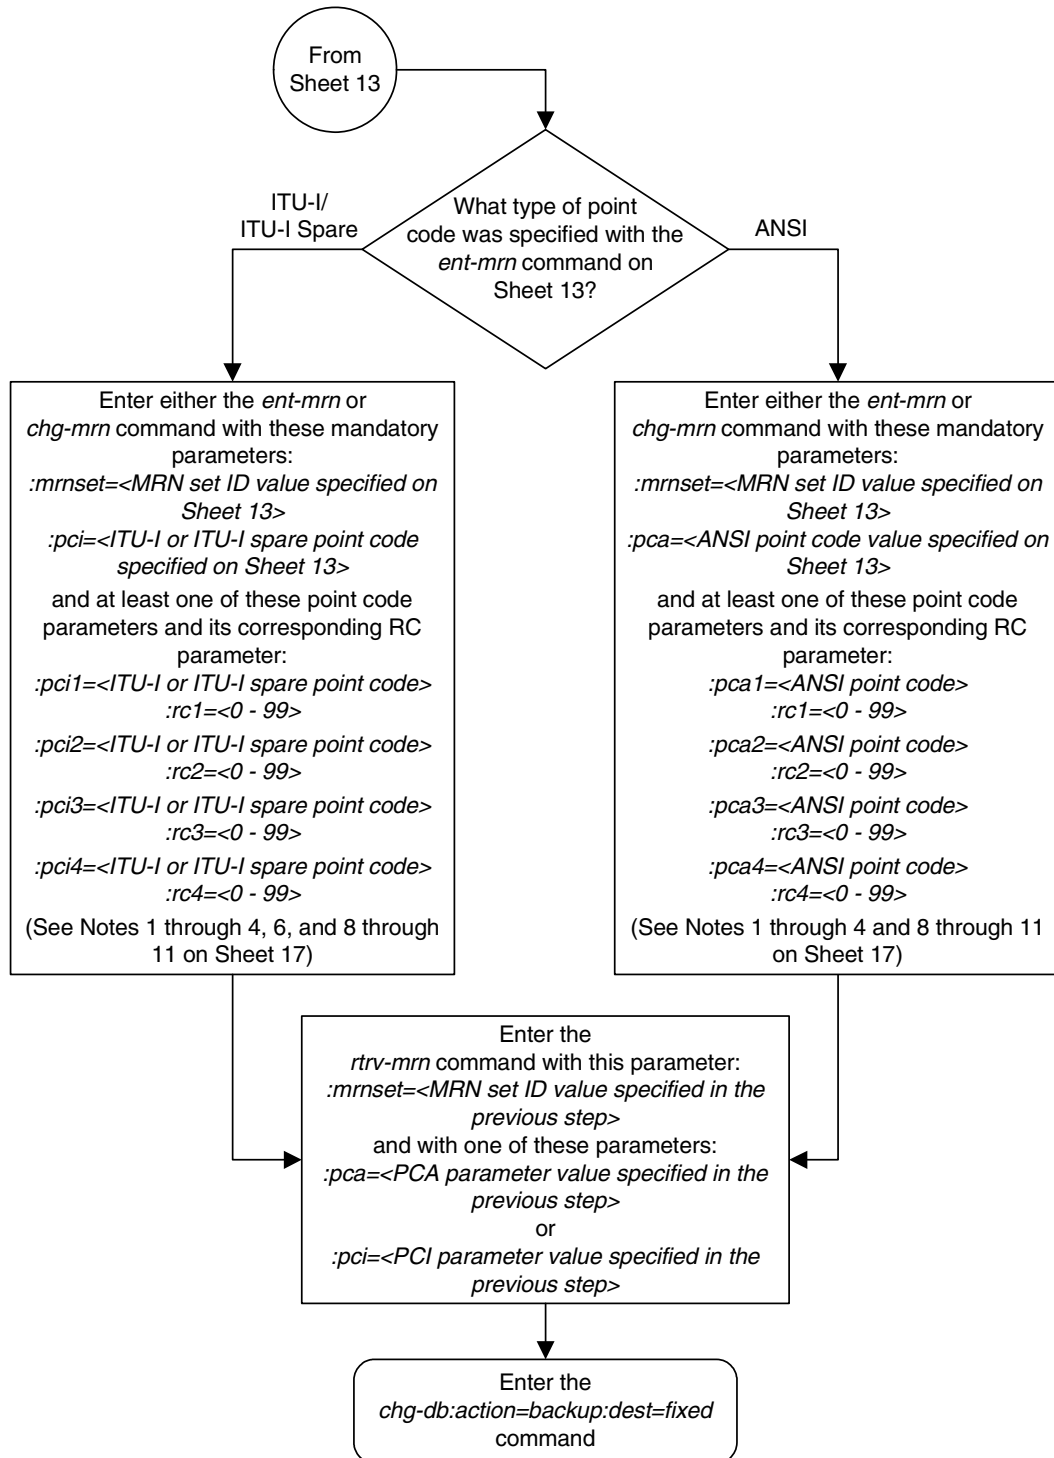 From
Sheet 13
What type of point
code was specified with the
ent-mrn command on
Sheet 13?
ITU-I/
ITU-I Spare
ANSI
Enter either the ent-mrn or
chg-mrn command with these mandatory
parameters:
:mrnset=<MRN set ID value specified on
Sheet 13>
:pci=<ITU-I or ITU-I spare point code
specified on Sheet 13>
and at least one of these point code
parameters and its corresponding RC
parameter:
:pci1=<ITU-I or ITU-I spare point code>
:rc1=<0 - 99>
:pci2=<ITU-I or ITU-I spare point code>
:rc2=<0 - 99>
:pci3=<ITU-I or ITU-I spare point code>
:rc3=<0 - 99>
:pci4=<ITU-I or ITU-I spare point code>
:rc4=<0 - 99>
(See Notes 1 through 4, 6, and 8 through
11 on Sheet 17)
Enter either the ent-mrn or
chg-mrn command with these mandatory
parameters:
:mrnset=<MRN set ID value specified on
Sheet 13>
:pca=<ANSI point code value specified on
Sheet 13>
and at least one of these point code
parameters and its corresponding RC
parameter:
:pca1=<ANSI point code>
:rc1=<0 - 99>
:pca2=<ANSI point code>
:rc2=<0 - 99>
:pca3=<ANSI point code>
:rc3=<0 - 99>
:pca4=<ANSI point code>
:rc4=<0 - 99>
(See Notes 1 through 4 and 8 through 11
on Sheet 17)
Enter the
rtrv-mrn command with this parameter:
:mrnset=<MRN set ID value specified in the
previous step>
and with one of these parameters:
:pca=<PCA parameter value specified in the
previous step>
or
:pci=<PCI parameter value specified in the
previous step>
Enter the
chg-db:action=backup:dest=fixed
command